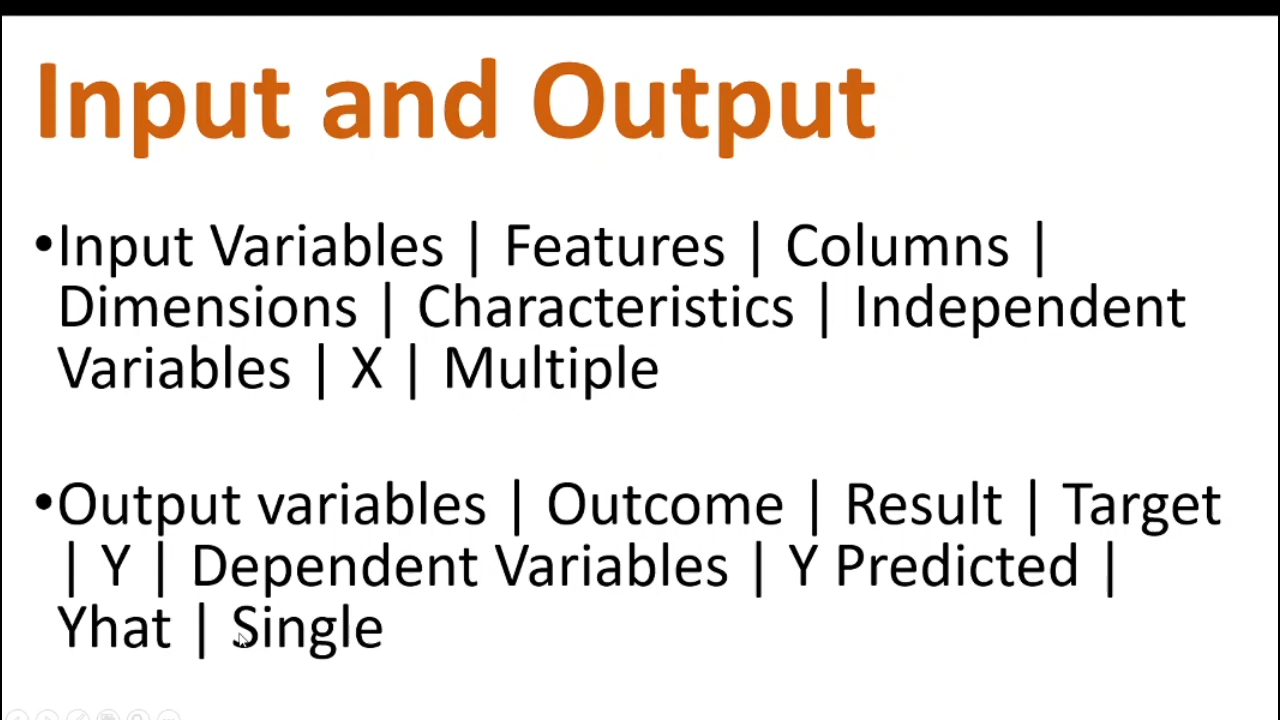 Input and Output
•Input Variables | Features | Columns |
Dimensions | Characteristics | Independent
Variables | X | Multiple
•Output variables | Outcome | Result | Target
| Y | Dependent Variables | Y Predicted |
Yhat | Single